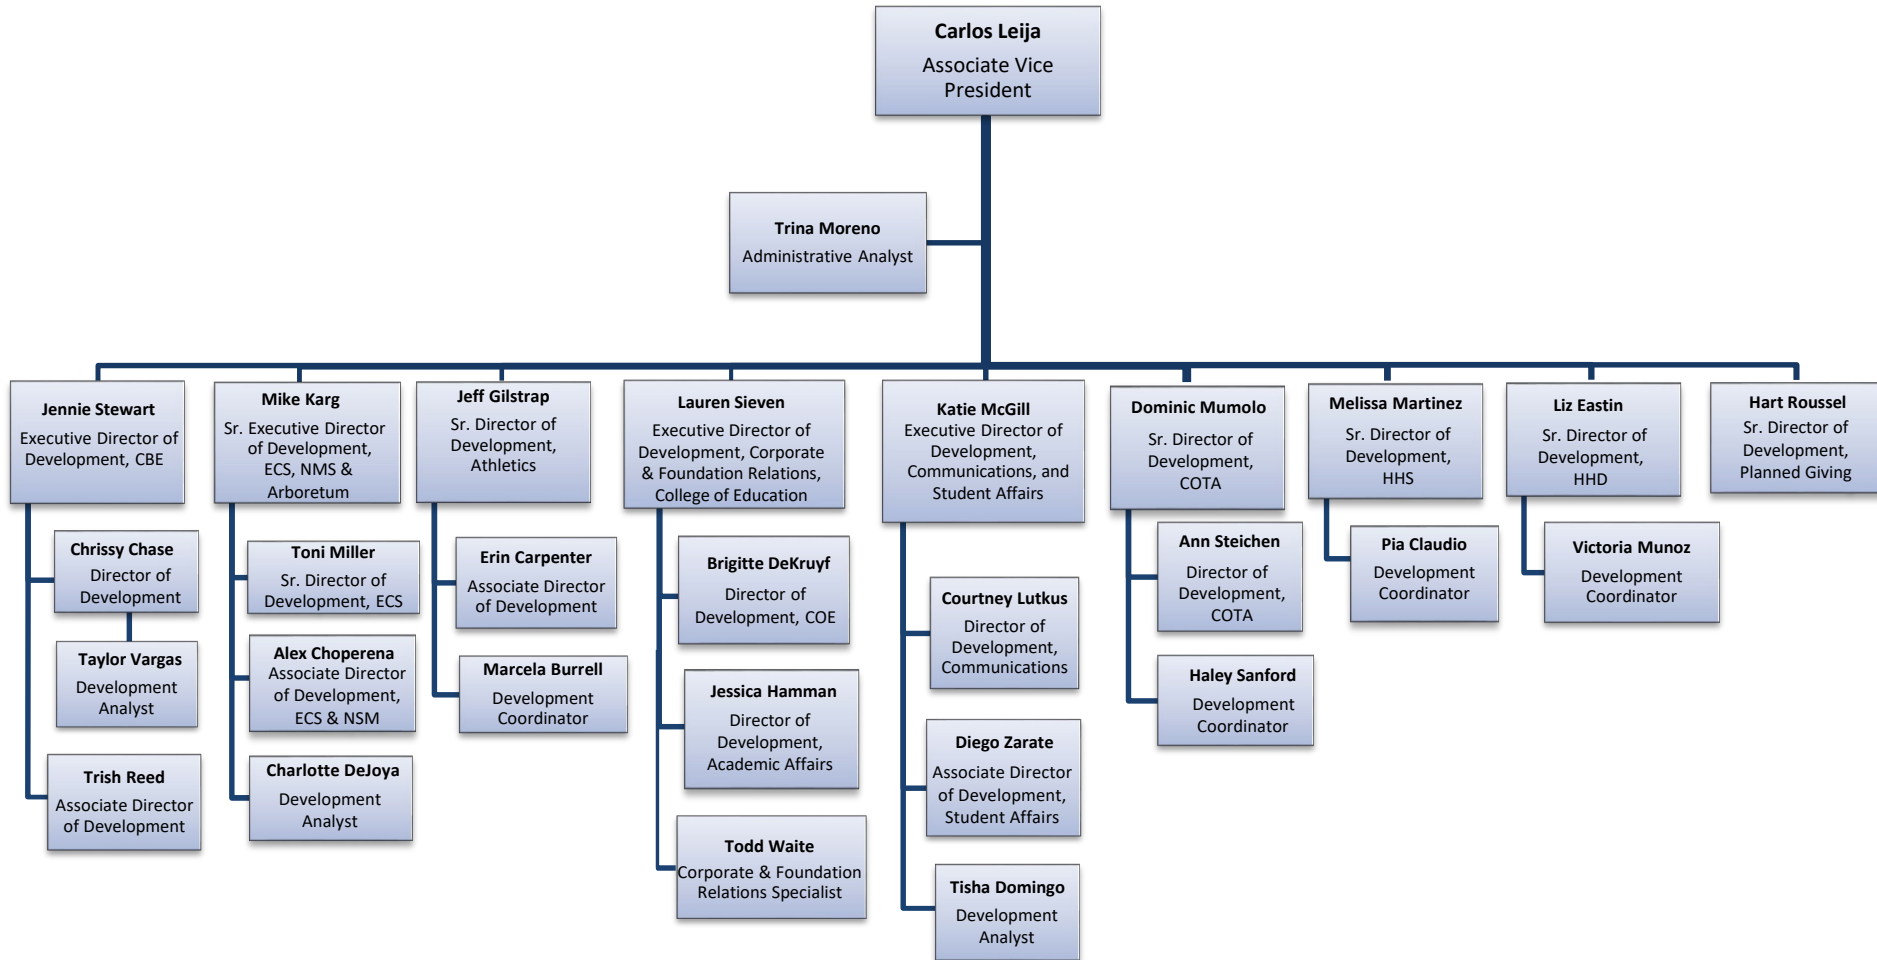 Carlos Leija
Associate Vice
President
Trina Moreno
Administrative Analyst
Jennie Stewart
Executive Director of
Development, CBE
Mike Karg
Sr. Executive Director
of Development,
ECS, NMS &
Arboretum
Jeff Gilstrap
Sr. Director of
Development,
Athletics
Lauren Sieven
Executive Director of
Development, Corporate
& Foundation Relations,
College of Education
Katie McGill
Executive Director of
Development,
Communications, and
Student Affairs
Dominic Mumolo
Sr. Director of
Development,
COTA
Melissa Martinez
Sr. Director of
Development,
HHS
Liz Eastin
Sr. Director of
Development,
HHD
Hart Roussel
Sr. Director of
Development,
Planned Giving
Chrissy Chase
Director of
Development
Taylor Vargas
Development
Analyst
Trish Reed
Associate Director
of Development
Toni Miller
Sr. Director of
Development, ECS
Alex Choperena
Associate Director
of Development,
ECS & NSM
Charlotte DeJoya
Development
Analyst
Erin Carpenter
Associate Director
of Development
Marcela Burrell
Development
Coordinator
Brigitte DeKruyf
Director of
Development, COE
Jessica Hamman
Director of
Development,
Academic Affairs
Todd Waite
Corporate & Foundation
Relations Specialist
Courtney Lutkus
Director of
Development,
Communications
Diego Zarate
Associate Director
of Development,
Student Affairs
Tisha Domingo
Development
Analyst
Ann Steichen
Director of
Development,
COTA
Haley Sanford
Development
Coordinator
Pia Claudio
Development
Coordinator
Victoria Munoz
Development
Coordinator